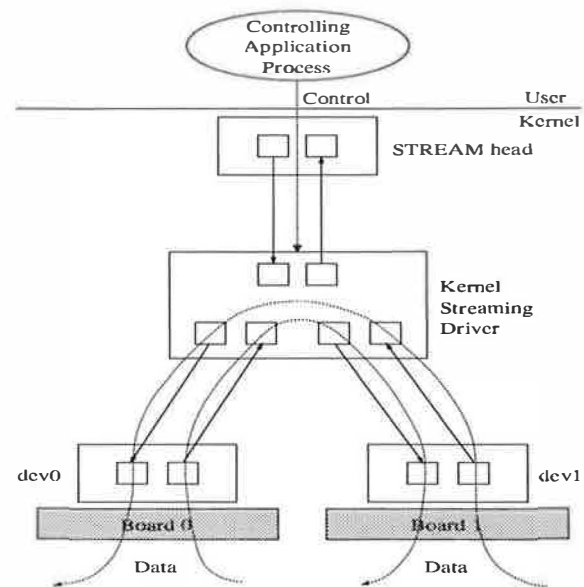 Controlling
Application
Process
Control
User
Kernel
STREAM head
Kernel
Streaming
Driver
dev0
dev1
Board 0
Board 1
Data
Data